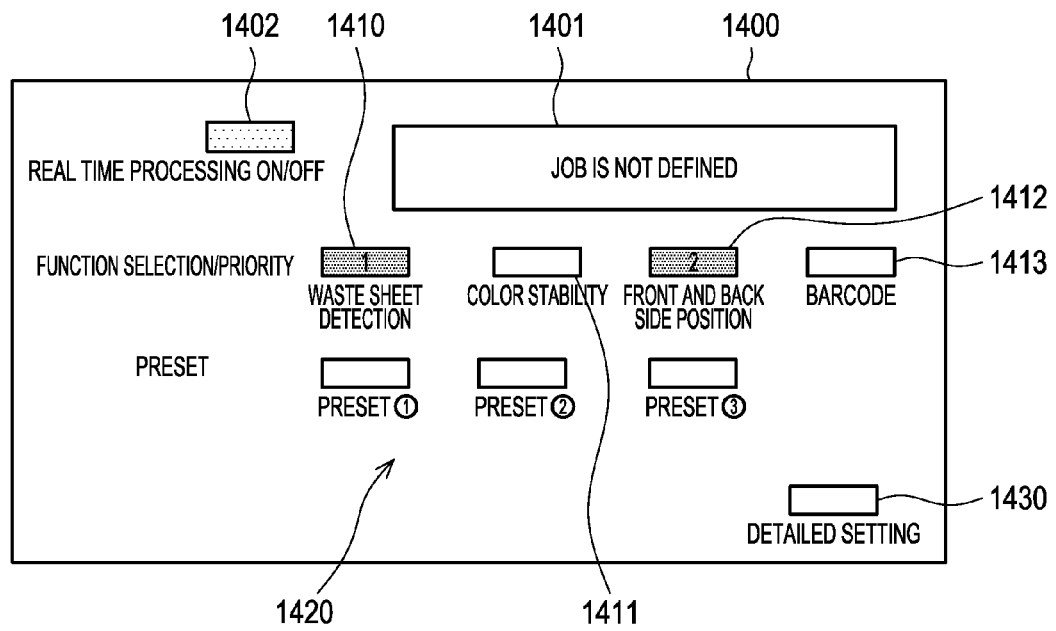 1402 1410 1401 1400
JOB IS NOT DEFINED
REAL TIME PROCESSING ON/OFF
1412
FUNCTION SELECTION/PRIORITY 1 2 1413
WASTE SHEET DETECTION
COLOR STABILITY
FRONT AND BACK SIDE POSITION
BARCODE
PRESET
PRESET ① PRESET ② PRESET ③
1430
DETAILED SETTING
1420 1411